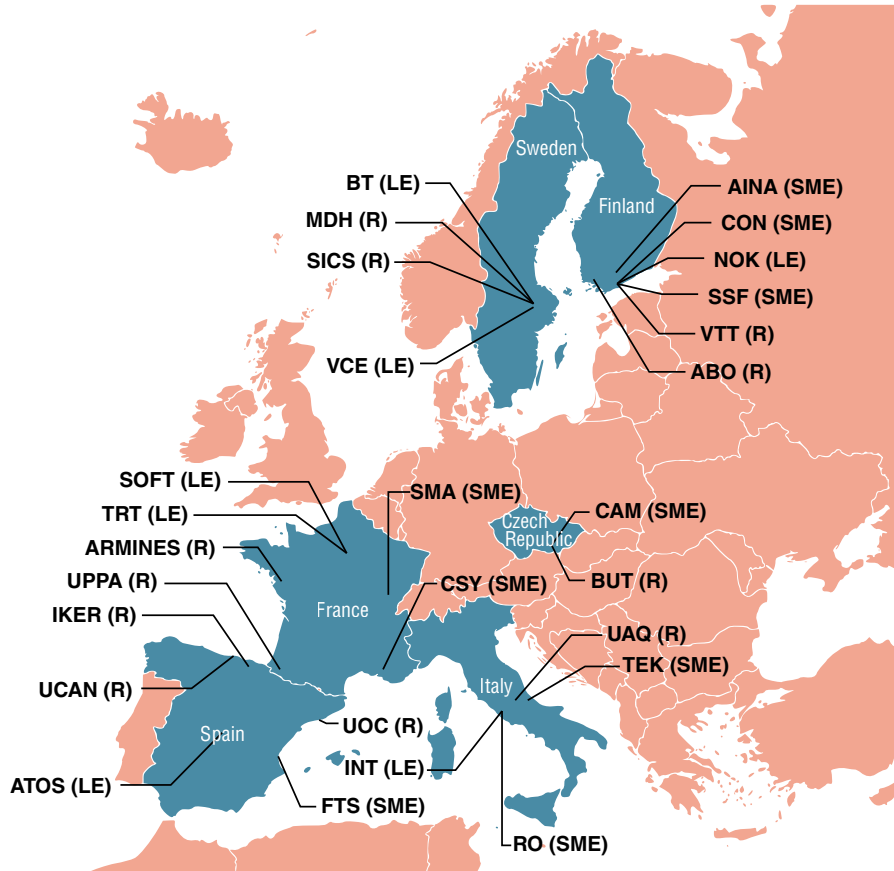 Sweden
BT (LE)
AINA (SME)
MDH (R)
Finland
CON (SME)
SICS (R)
NOK (LE)
SSF (SME)
VTT (R)
VCE (LE)
ABO (R)
SOFT (LE)
SMA (SME)
TRT (LE)
CAM (SME)
Czech
Republic
ARMINES (R)
UPPA (R)
CSY (SME)
BUT (R)
IKER (R)
France
UAQ (R)
TEK (SME)
UCAN (R)
Italy
UOC (R)
Spain
INT (LE)
ATOS (LE)
FTS (SME)
RO (SME)